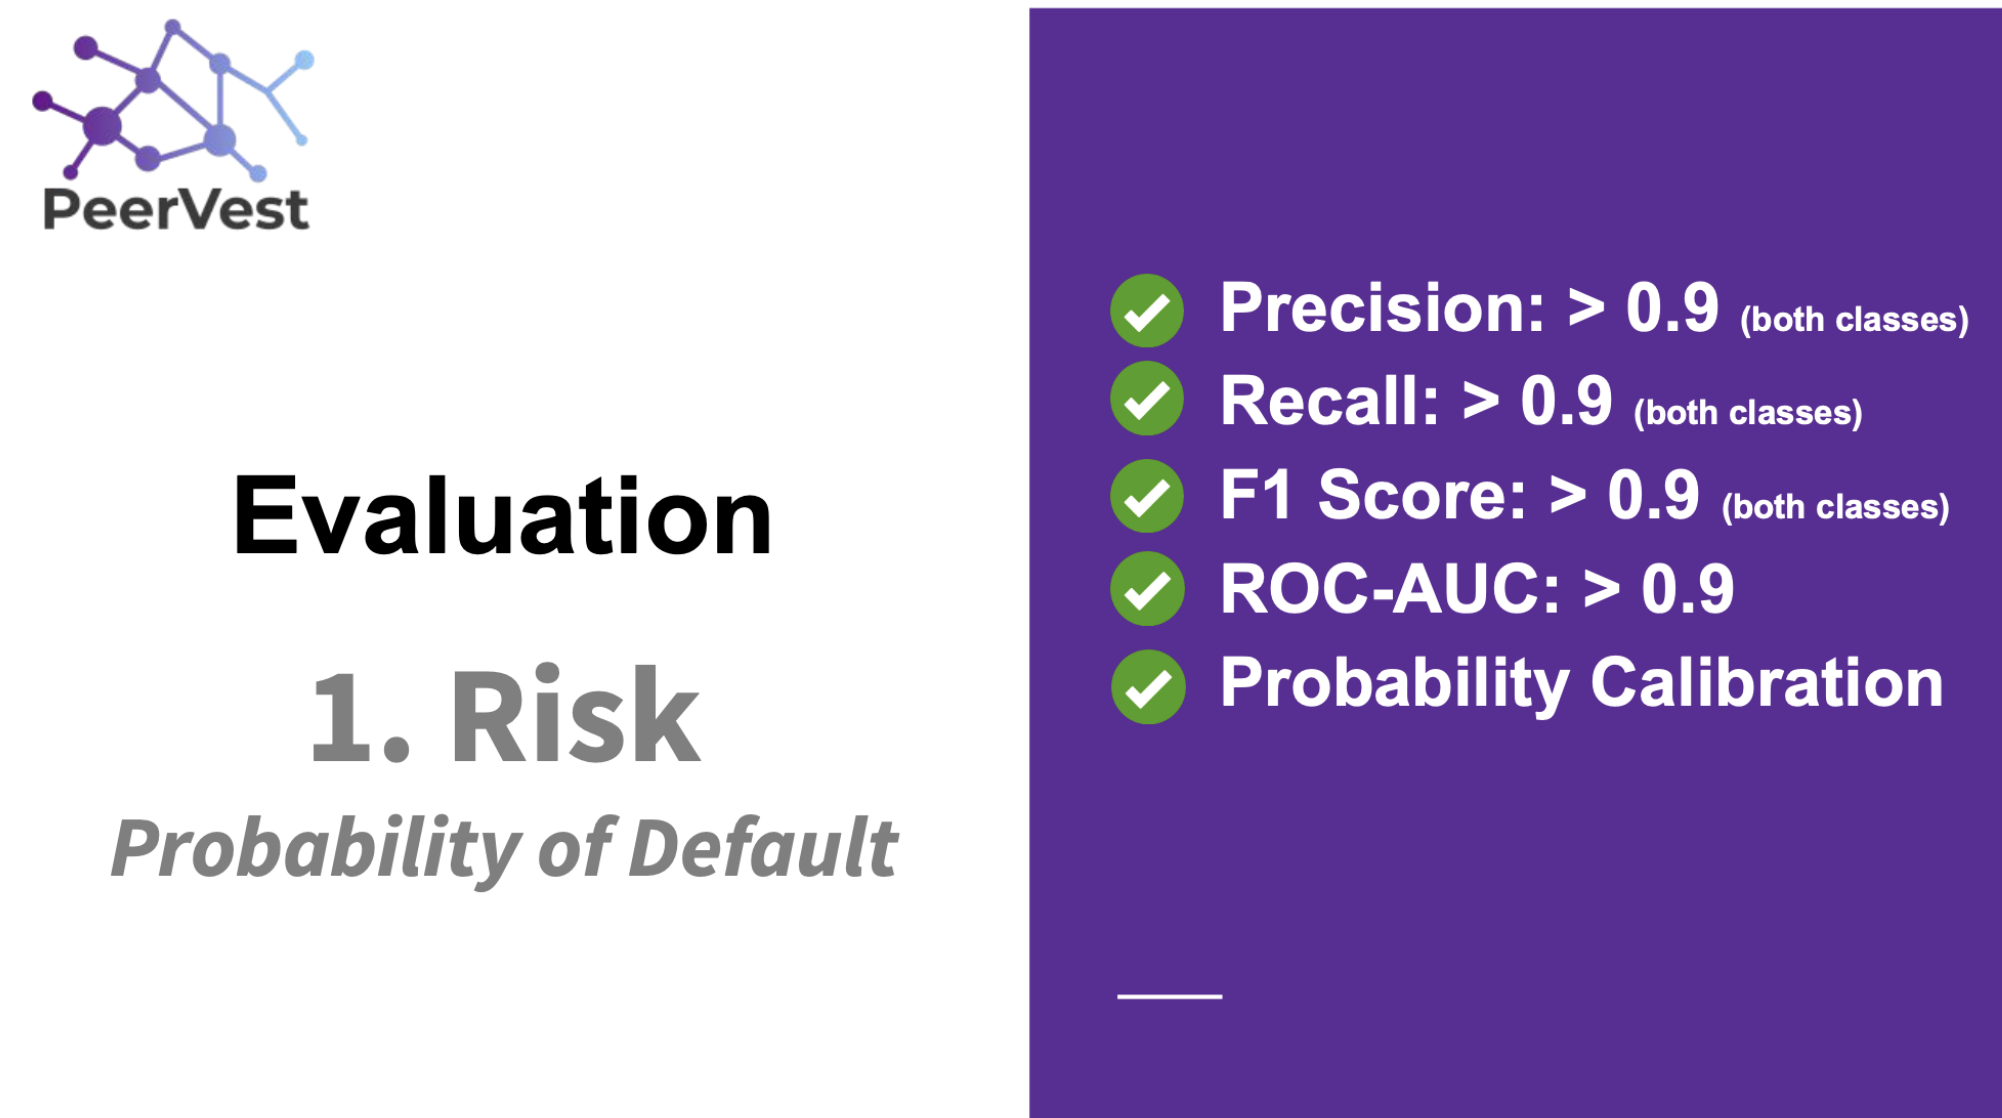 PeerVest
Evaluation
1. Risk
Probability of Default
Precision: > 0.9 (both classes)
Recall: > 0.9 (both classes)
F1 Score: > 0.9 (both classes)
ROC-AUC: > 0.9
Probability Calibration